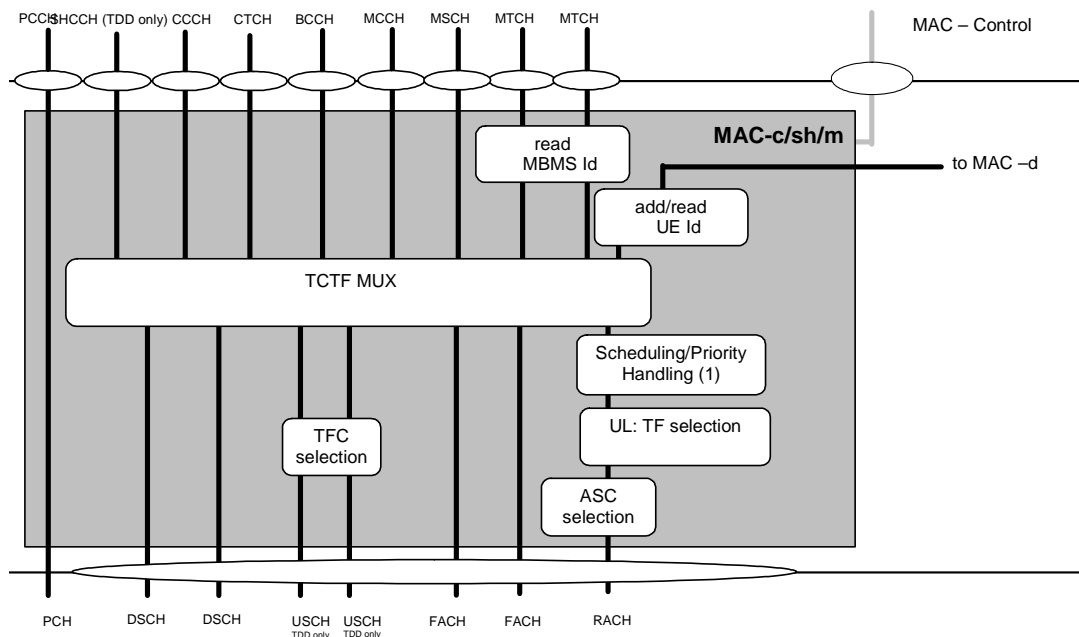 PCCH SHCCH (TDD only) CCCH CTCH BCCH MCCH MSCH MTCH MTCH
MAC – Control
MAC-c/sh/m
read
MBMS Id
to MAC –d
add/read
UE Id
TCTF MUX
Scheduling/Priority
Handling (1)
UL: TF selection
TFC
selection
ASC
selection
PCH DSCH DSCH USCH USCH FACH FACH RACH
TDD only TDD only